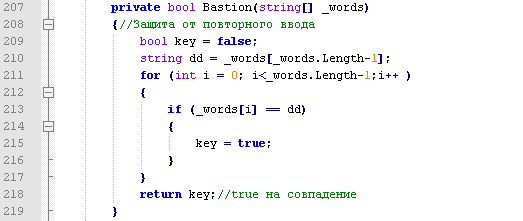 207 private bool Bastion(string[] _words)
208 {//Защита от повторного ввода
209 bool key = false;
210 string dd = _words[_words.Length-1];
211 for (int i = 0; i<_words.Length-1;i++ )
212 {
213 if (_words[i] == dd)
214 {
215 key = true;
216 }
217 }
218 return key;//true на совпадение
219 }